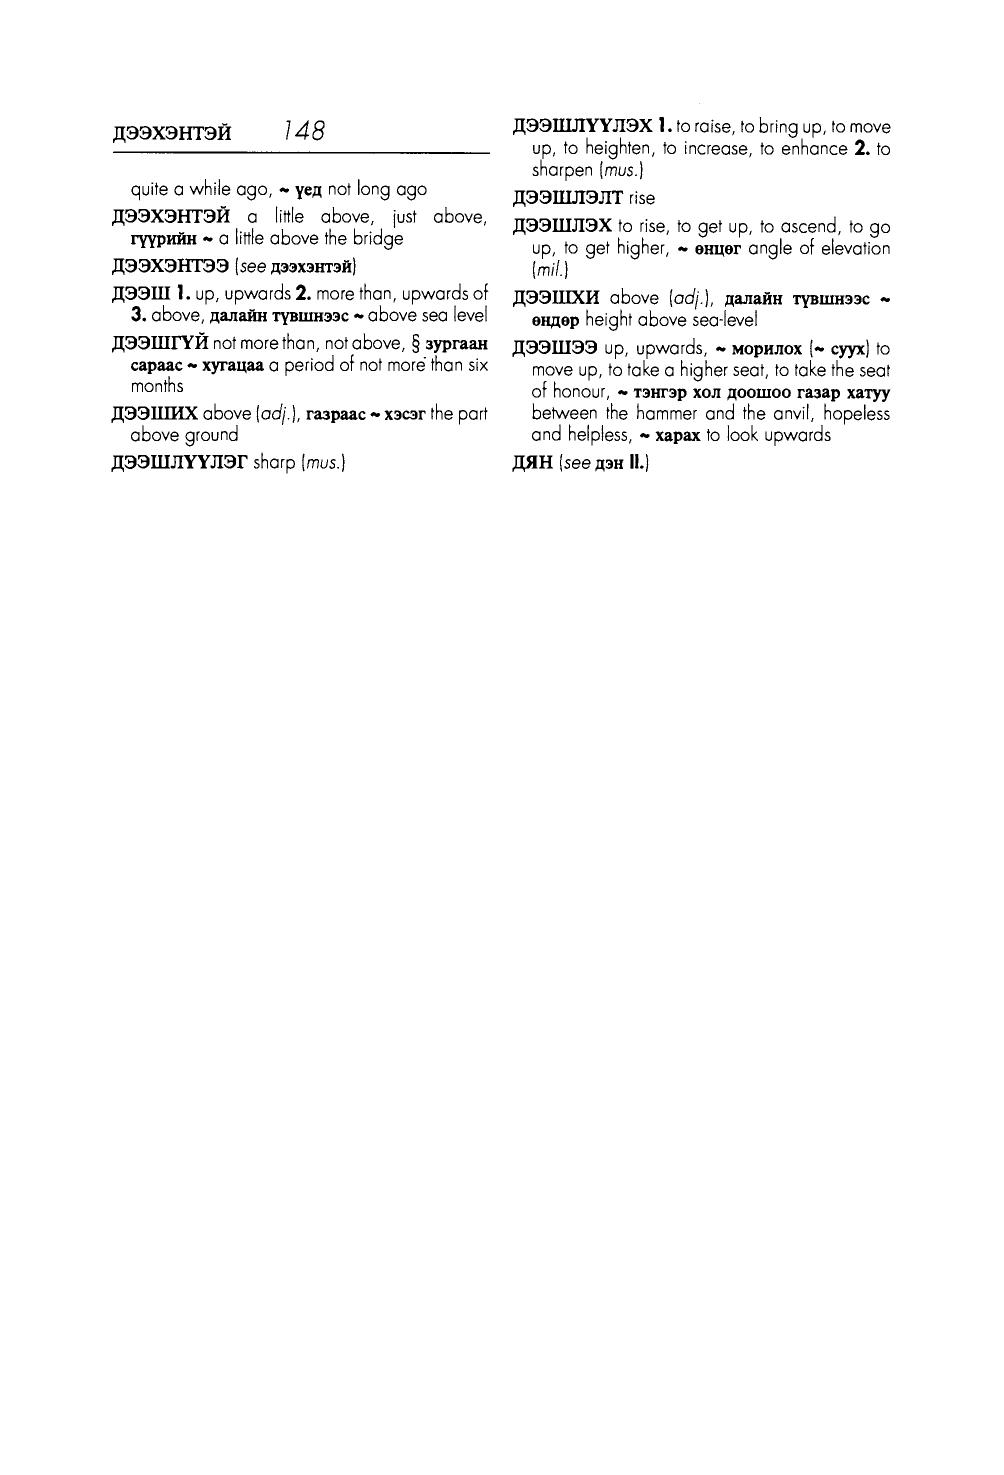 ДЭЭХЭНТЭЙ 148
quite a while ago, ~ үед not long ago
ДЭЭХЭНТЭЙ a little above, just above,
гүүрийн ~ a little above the bridge
ДЭЭХЭНТЭЭ (see дээхэнтэй)
ДЭЭШ 1. up, upwards 2. more than, upwards of
3. above, далайн түвшнээс ~ above sea level
ДЭЭШГҮЙ not more than, not above, § зургаан
сараас ~ хугацаа a period of not more than six
months
ДЭЭШИХ above (adj.), газраас ~ хэсэг the part
above ground
ДЭЭШЛҮҮЛЭГ sharp (mus.)
ДЭЭШЛҮҮЛЭХ 1. to raise, to bring up, to move
up, to heighten, to increase, to enhance 2. to
sharpen (mus.)
ДЭЭШЛЭЛТ rise
ДЭЭШЛЭХ to rise, to get up, to ascend, to go
up, to get higher, ~ өнцөг angle of elevation
(mil.)
ДЭЭШХИ above (adj.), далайн түвшнээс ~
өндөр height above sea-level
ДЭЭШЭЭ up, upwards, ~ морилох (~ суух) to
move up, to take a higher seat, to take the seat
of honour, ~ тэнгэр хол доошоо газар хатуу
between the hammer and the anvil, hopeless
and helpless, ~ харах to look upwards
ДЯН (see дэн II.)